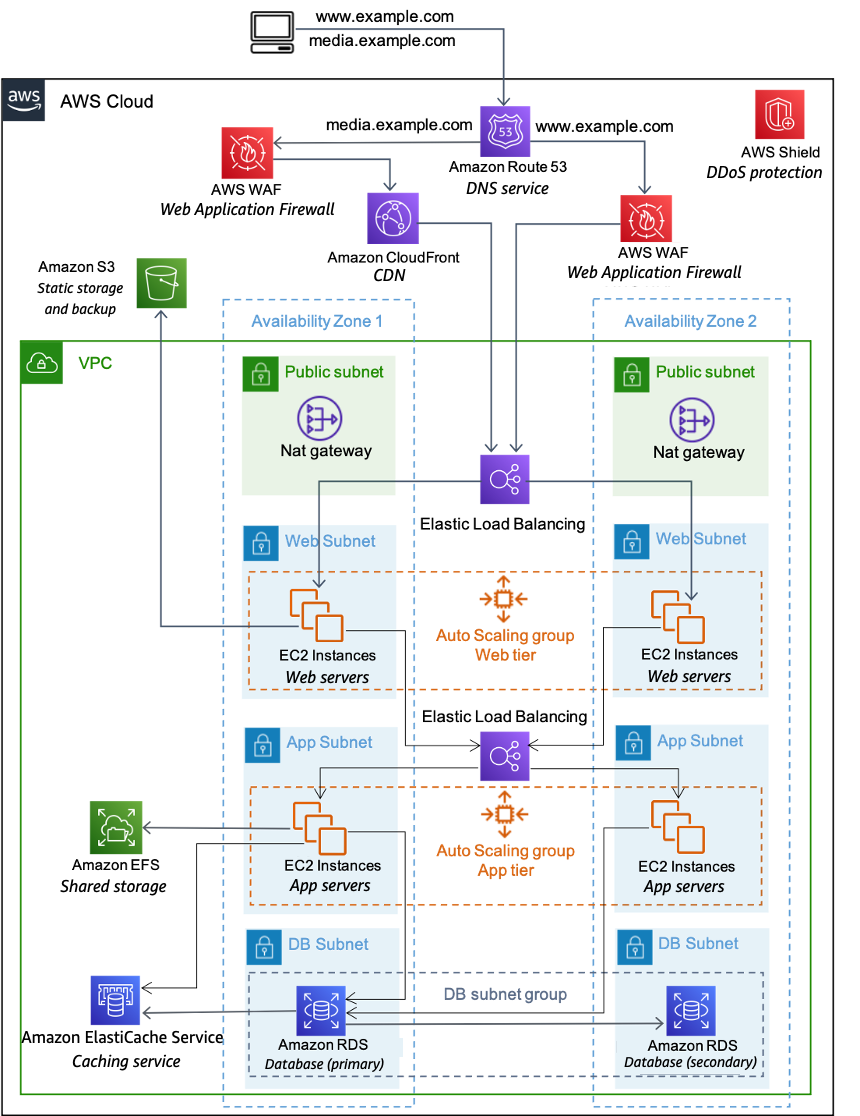 www.example.com
media.example.com
aws
AWS Cloud
media.example.com
53
www.example.com
Amazon Route 53
DNS service
AWS Shield
DDoS protection
AWS WAF
Web Application Firewall
Amazon CloudFront
CDN
AWS WAF
Web Application Firewall
Amazon S3
Static storage
and backup
Availability Zone 1
Availability Zone 2
VPC
Public subnet
Nat gateway
Public subnet
Nat gateway
Elastic Load Balancing
Web Subnet
Web Subnet
EC2 Instances
Web servers
Auto Scaling group
Web tier
EC2 Instances
Web servers
Elastic Load Balancing
App Subnet
App Subnet
Amazon EFS
Shared storage
EC2 Instances
App servers
Auto Scaling group
App tier
EC2 Instances
App servers
DB Subnet
DB Subnet
DB subnet group
Amazon ElastiCache Service
Caching service
Amazon RDS
Database (primary)
Amazon RDS
Database (secondary)